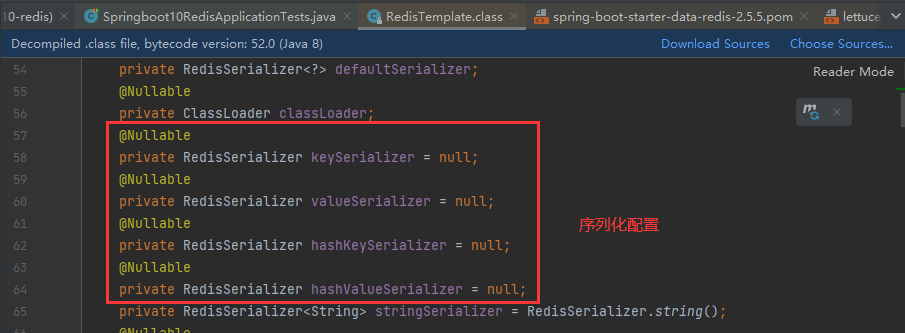 10-redis)
Springboot10RedisApplicationTests.java
RedisTemplate.class
spring-boot-starter-data-redis-2.5.5.pom
lettuce
Decompiled .class file, bytecode version: 52.0 (Java 8)
Download Sources
Choose Sources...
Reader Mode
54 private RedisSerializer<?> defaultSerializer;
55 @Nullable
56 private ClassLoader classLoader;
57 @Nullable
58 private RedisSerializer keySerializer = null;
59 @Nullable
60 private RedisSerializer valueSerializer = null;
61 @Nullable
62 private RedisSerializer hashKeySerializer = null;
63 @Nullable
64 private RedisSerializer hashValueSerializer = null;
序列化配置
65 private RedisSerializer<String> stringSerializer = RedisSerializer.string();
66 @Nullable